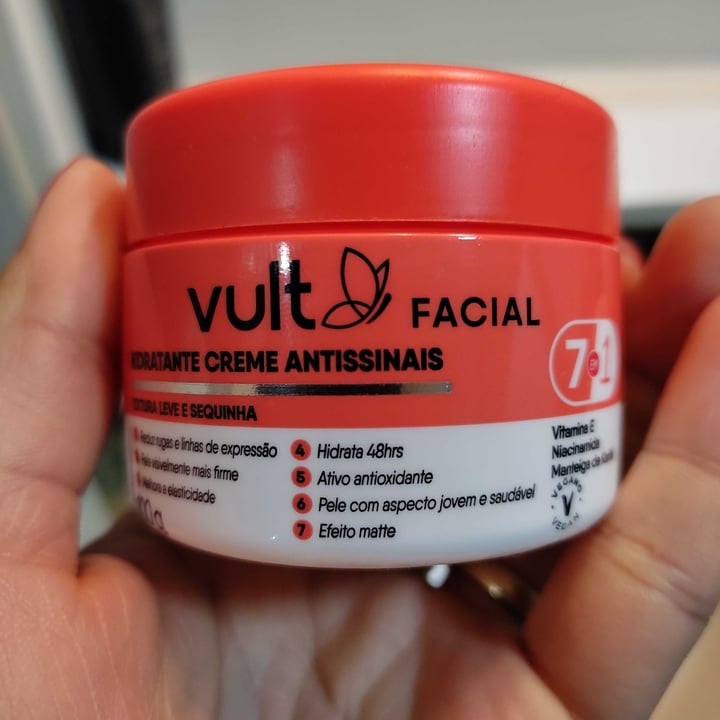 vult FACIAL
HIDRATANTE CREME ANTISSINAIS
7 EM 1
TEXTURA LEVE E SEQUINHA
Reduz rugas e linhas de expressão
Pele visivelmente mais firme
Melhora a elasticidade
4 Hidrata 48hrs
5 Ativo antioxidante
6 Pele com aspecto jovem e saudável
7 Efeito matte
Vitamina E
Niacinamida
Manteiga de
VEGANO
V
VEGAN